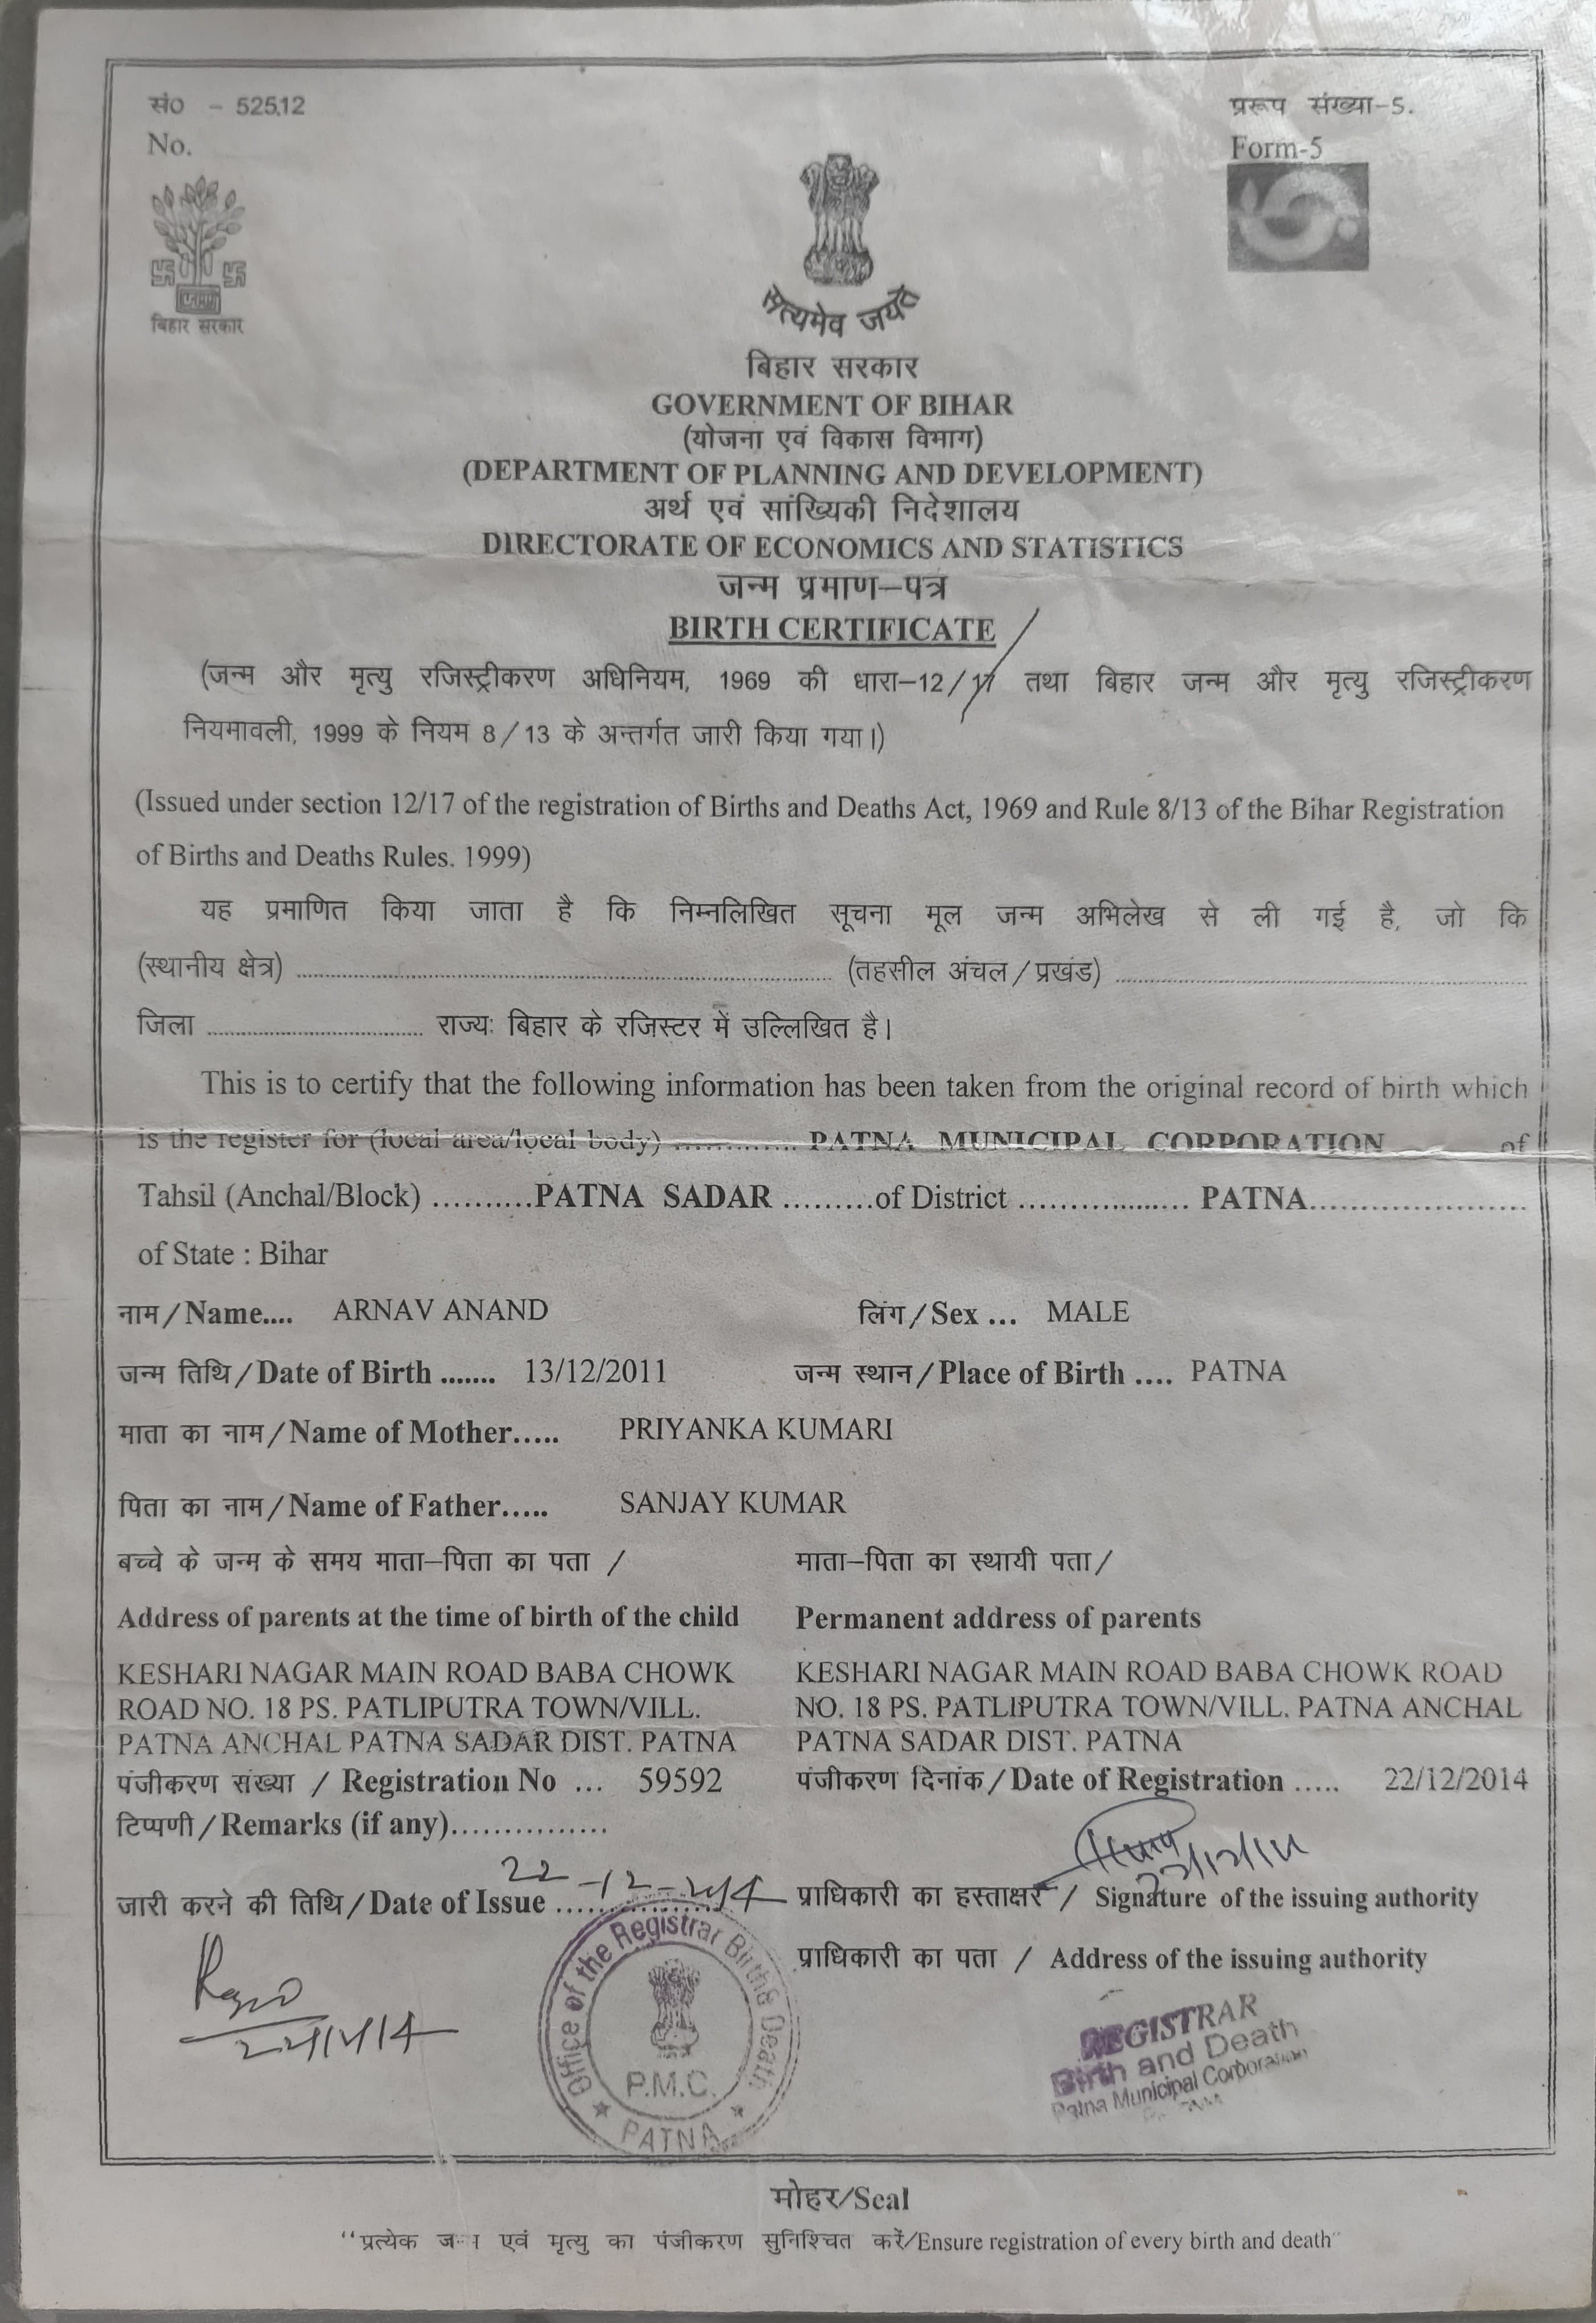 सं० - 52512
No.
प्ररूप संख्या-5.
Form-5
बिहार सरकार
सत्यमेव जयते
बिहार सरकार
GOVERNMENT OF BIHAR
(योजना एवं विकास विभाग)
(DEPARTMENT OF PLANNING AND DEVELOPMENT)
अर्थ एवं सांख्यिकी निदेशालय
DIRECTORATE OF ECONOMICS AND STATISTICS
जन्म प्रमाण-पत्र
BIRTH CERTIFICATE
(जन्म और मृत्यु रजिस्ट्रीकरण अधिनियम, 1969 की धारा-12/17 तथा बिहार जन्म और मृत्यु रजिस्ट्रीकरण
नियमावली, 1999 के नियम 8/13 के अन्तर्गत जारी किया गया।)
(Issued under section 12/17 of the registration of Births and Deaths Act, 1969 and Rule 8/13 of the Bihar Registration
of Births and Deaths Rules. 1999)
यह प्रमाणित किया जाता है कि निम्नलिखित सूचना मूल जन्म अभिलेख से ली गई है, जो कि
(स्थानीय क्षेत्र) .......... (तहसील अंचल/प्रखंड) ..........
जिला .......... राज्य: बिहार के रजिस्टर में उल्लिखित है।
This is to certify that the following information has been taken from the original record of birth which
is the register for (local area/local body) ............. PATNA MUNICIPAL CORPORATION of
Tahsil (Anchal/Block) ..........PATNA SADAR .........of District .................... PATNA......................
of State : Bihar
नाम/Name.... ARNAV ANAND लिंग/Sex ... MALE
जन्म तिथि/Date of Birth ....... 13/12/2011 जन्म स्थान/Place of Birth .... PATNA
माता का नाम/Name of Mother..... PRIYANKA KUMARI
पिता का नाम/Name of Father..... SANJAY KUMAR
बच्चे के जन्म के समय माता-पिता का पता / माता-पिता का स्थायी पता/
Address of parents at the time of birth of the child Permanent address of parents
KESHARI NAGAR MAIN ROAD BABA CHOWK KESHARI NAGAR MAIN ROAD BABA CHOWK ROAD
ROAD NO. 18 PS. PATLIPUTRA TOWN/VILL. NO. 18 PS. PATLIPUTRA TOWN/VILL. PATNA ANCHAL
PATNA ANCHAL PATNA SADAR DIST. PATNA PATNA SADAR DIST. PATNA
पंजीकरण संख्या / Registration No ... 59592 पंजीकरण दिनांक/Date of Registration ..... 22/12/2014
टिप्पणी/Remarks (if any)...............
जारी करने की तिथि/Date of Issue ...22-12-2014 प्राधिकारी का हस्ताक्षर / Signature of the issuing authority
22/12/14
प्राधिकारी का पता / Address of the issuing authority
Office of the Registrar Birth & Death
P.M.C.
PATNA
REGISTRAR
Birth and Death
Patna Municipal Corporation
मोहर/Seal
"प्रत्येक एवं मृत्यु का पंजीकरण सुनिश्चित करें/Ensure registration of every birth and death"